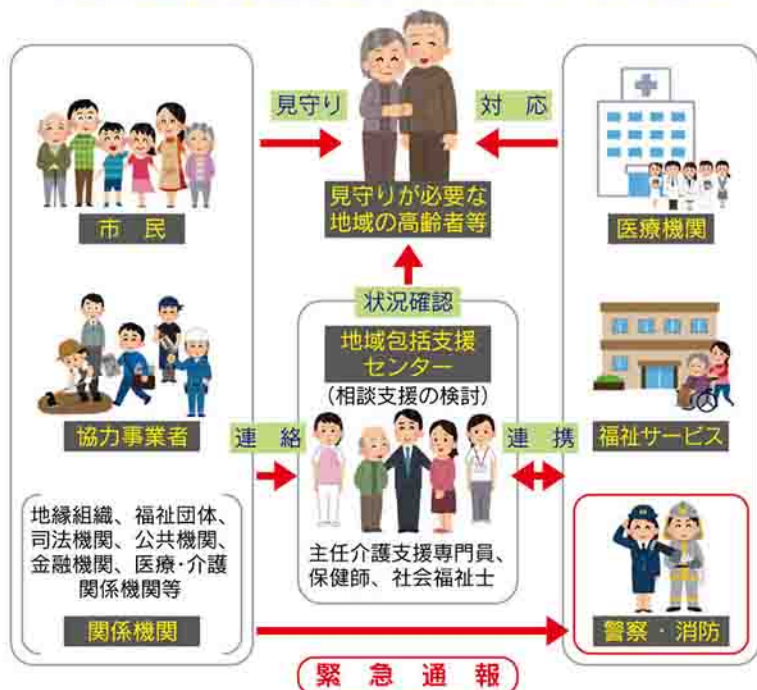 見守り
対応
見守りが必要な
地域の高齢者等
市民
医療機関
状況確認
地域包括支援
センター
(相談支援の検討)
協力事業者
連絡
連携
福祉サービス
地縁組織、福祉団体、
司法機関、公共機関、
金融機関、医療・介護
関係機関等
主任介護支援専門員、
保健師、社会福祉士
関係機関
警察・消防
緊急通報